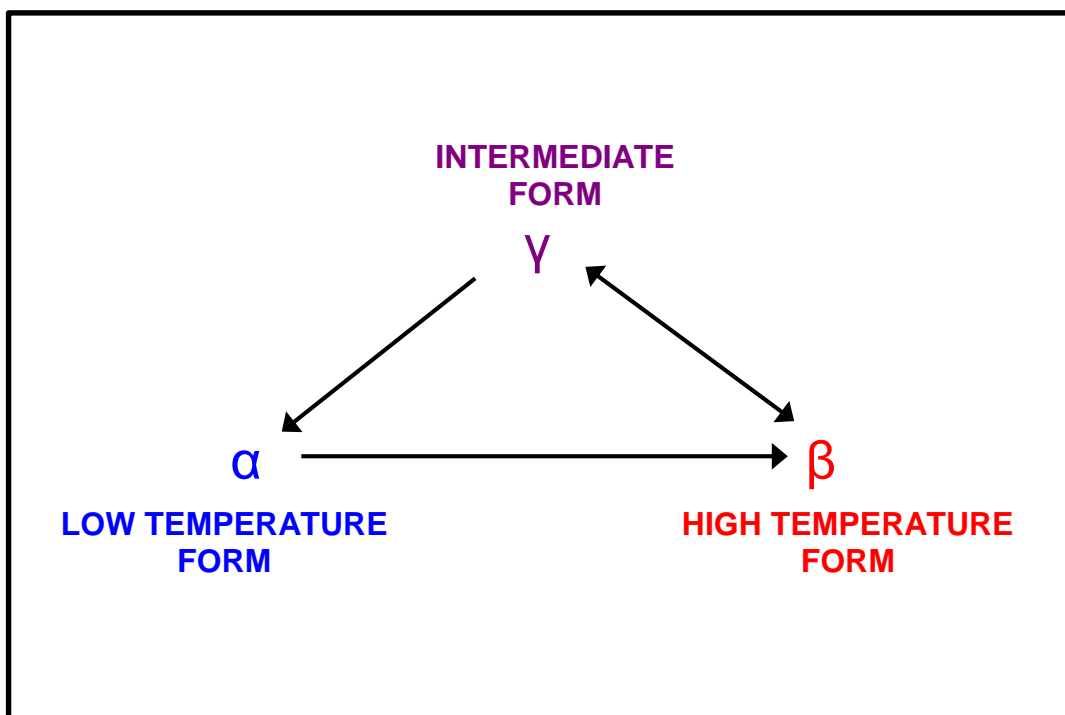 INTERMEDIATE
FORM
γ
α
β
LOW TEMPERATURE
FORM
HIGH TEMPERATURE
FORM